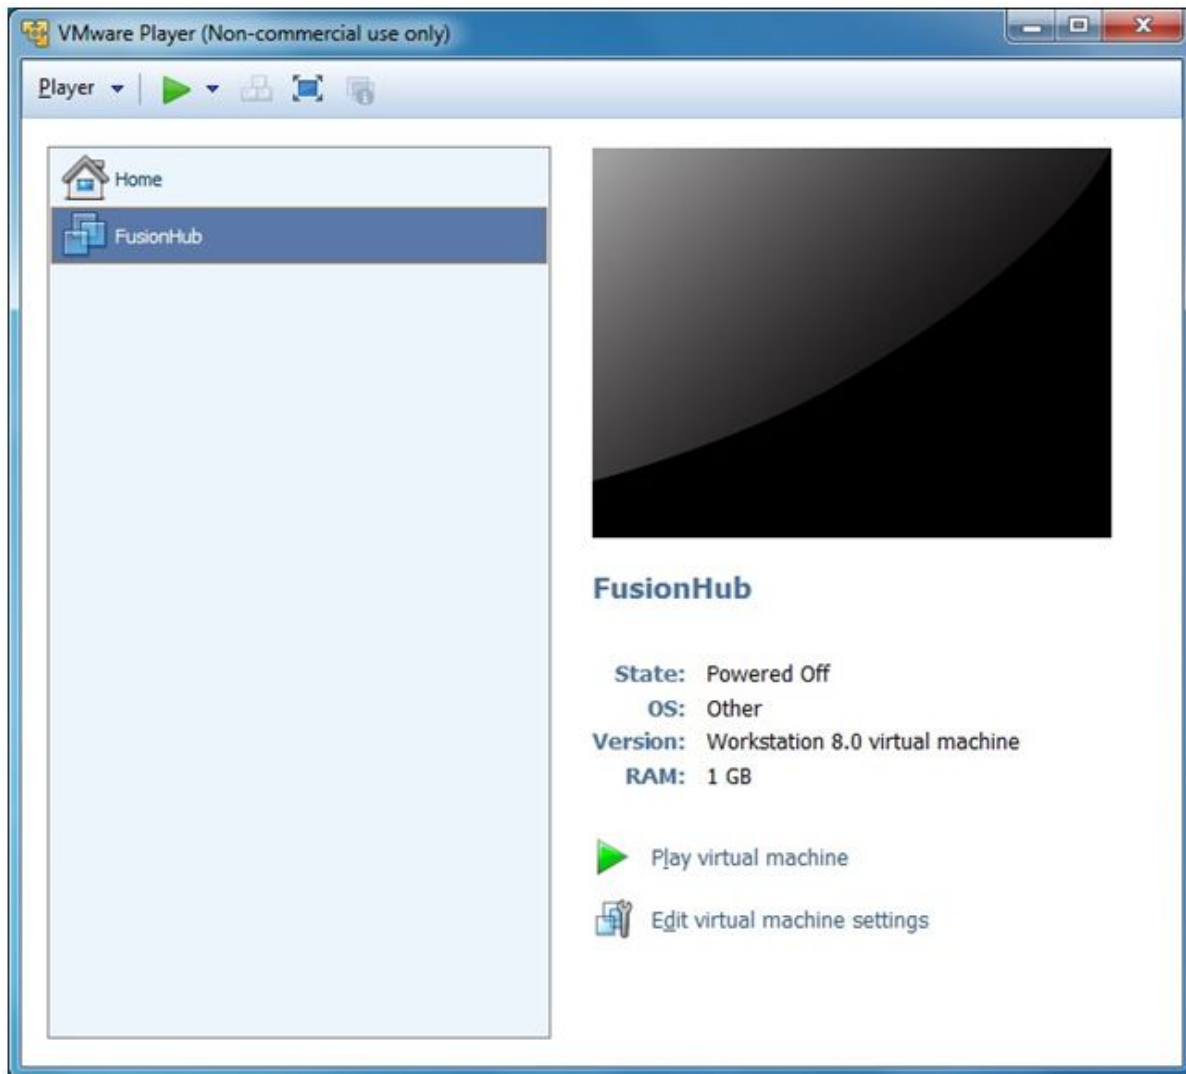 VMware Player (Non-commercial use only)
Player
Home
FusionHub
FusionHub
State: Powered Off
OS: Other
Version: Workstation 8.0 virtual machine
RAM: 1 GB
Play virtual machine
Edit virtual machine settings